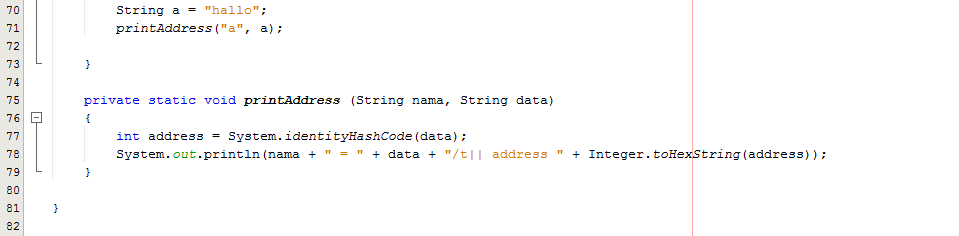 70 String a = "hallo";
71 printAddress("a", a);
72
73 }
74
75 private static void printAddress (String nama, String data)
76 {
77 int address = System.identityHashCode(data);
78 System.out.println(nama + " = " + data + "/t|| address " + Integer.toHexString(address));
79 }
80
81 }
82